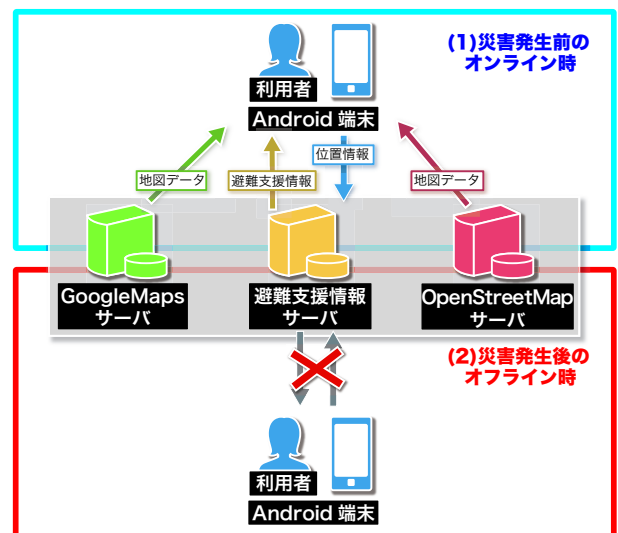 (1)災害発生前の
オンライン時
利用者
Android 端末
位置情報
地図データ
避難支援情報
地図データ
GoogleMaps
サーバ
避難支援情報
サーバ
OpenStreetMap
サーバ
(2)災害発生後の
オフライン時
利用者
Android 端末